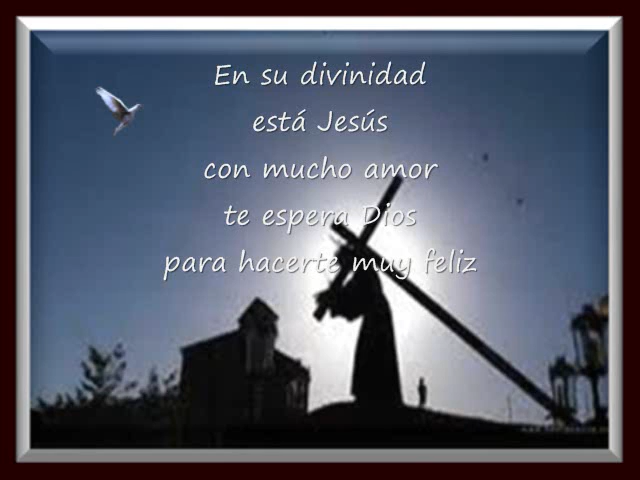 En su divinidad
está Jesús
con mucho amor
te espera Dios
para hacerte muy feliz